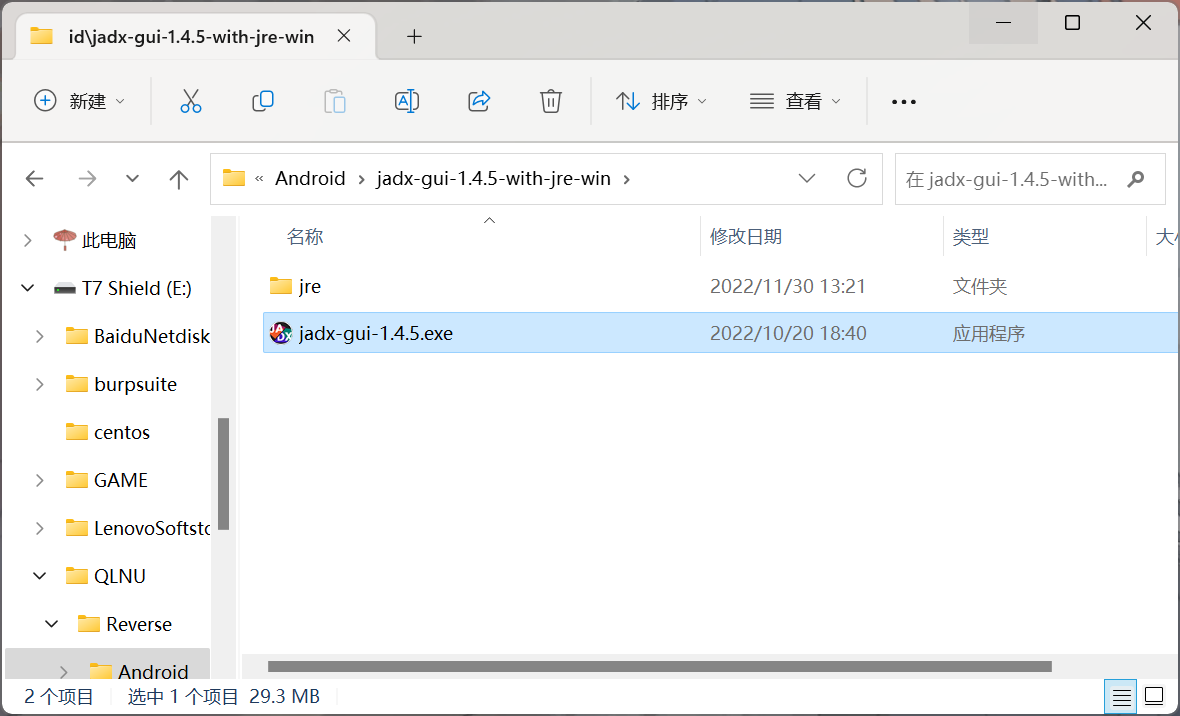 id\jadx-gui-1.4.5-with-jre-win
新建
排序
查看
« Android › jadx-gui-1.4.5-with-jre-win ›
在 jadx-gui-1.4.5-with...
名称 修改日期 类型 大小
jre 2022/11/30 13:21 文件夹
jadx-gui-1.4.5.exe 2022/10/20 18:40 应用程序
此电脑
T7 Shield (E:)
BaiduNetdisk
burpsuite
centos
GAME
LenovoSoftsto
QLNU
Reverse
Android
2 个项目 选中 1 个项目 29.3 MB